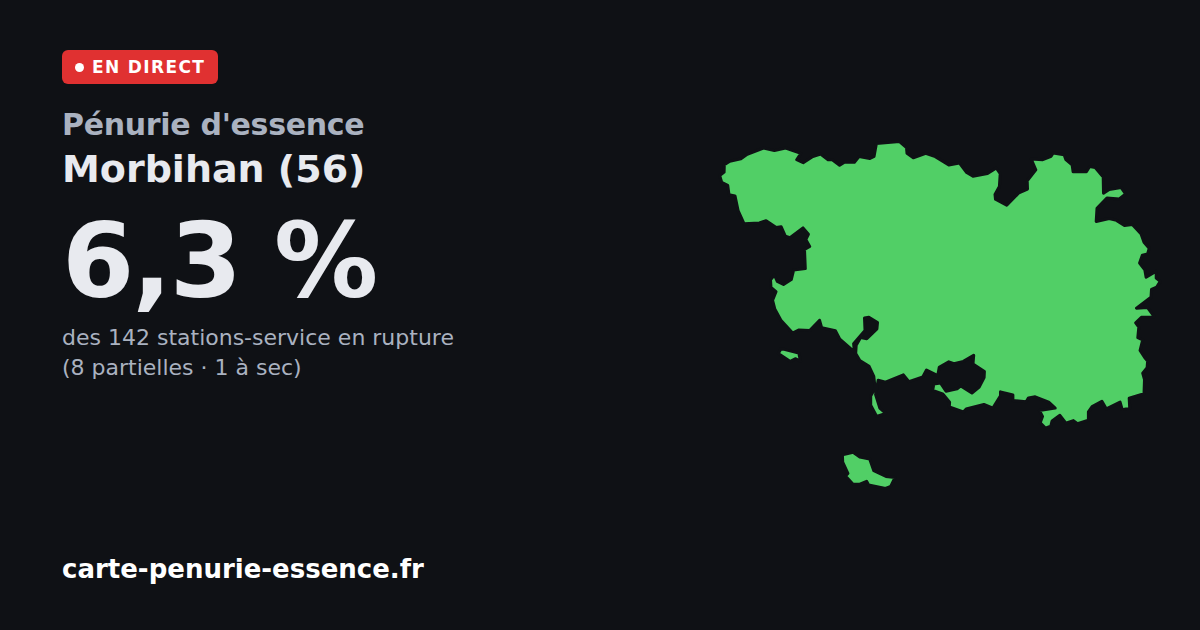 EN DIRECT
Pénurie d'essence
Morbihan (56)
6,3 %
des 142 stations-service en rupture
(8 partielles · 1 à sec)
carte-penurie-essence.fr